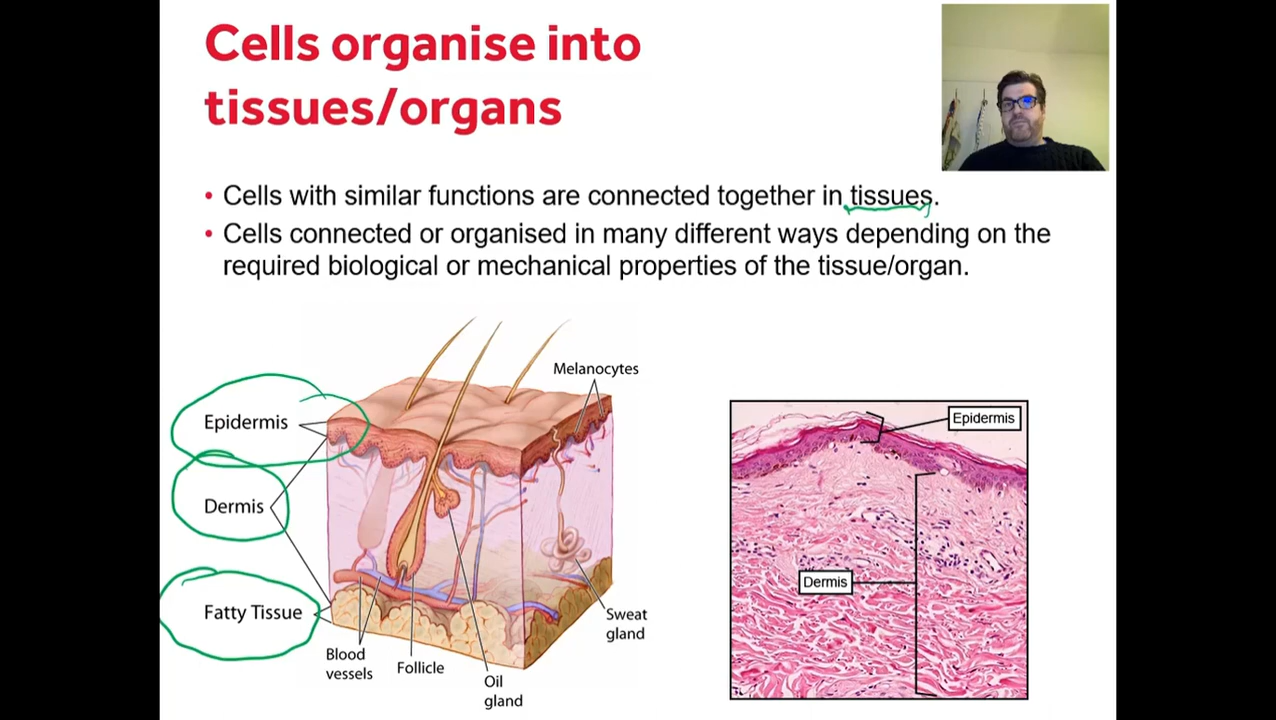 Cells organise into
tissues/organs
• Cells with similar functions are connected together in tissues.
• Cells connected or organised in many different ways depending on the
required biological or mechanical properties of the tissue/organ.
Melanocytes
Epidermis
Dermis
Fatty Tissue
Blood
vessels
Follicle
Oil
gland
Sweat
gland
Epidermis
Dermis